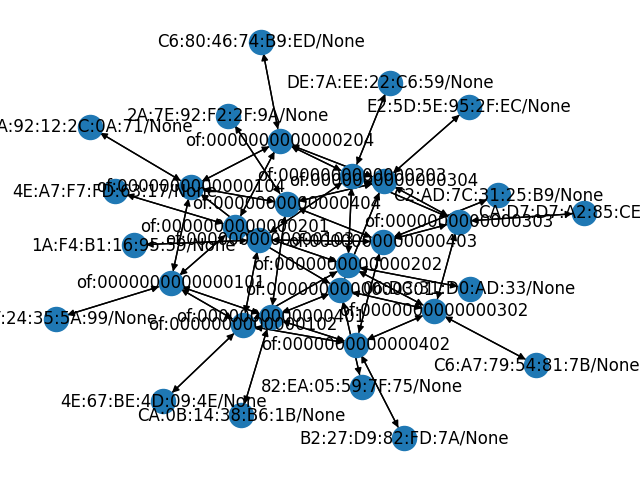 C6:80:46:74:B9:ED/None
DE:7A:EE:22:C6:59/None
E2:5D:5E:95:2F:EC/None
2A:7E:92:F2:2F:9A/None
A:92:12:2C:0A:71/None
of:0000000000000204
of:0000000000000203
of:0000000000000304
of:0000000000000104
4E:A7:F7:FD:63:17/None
C2:AD:7C:31:25:B9/None
of:0000000000000404
CA:D7:D7:A2:85:CE
of:0000000000000303
of:0000000000000201
of:0000000000000403
1A:F4:B1:16:95:59/None
of:0000000000000202
of:0000000000000101
of:0000000000000301
of:0000000000000302
:24:35:5A:99/None
of:0000000000000401
of:0000000000000102
of:0000000000000402
C6:A7:79:54:81:7B/None
82:EA:05:59:7F:75/None
4E:67:BE:4D:09:4E/None
CA:0B:14:38:B6:1B/None
B2:27:D9:82:FD:7A/None